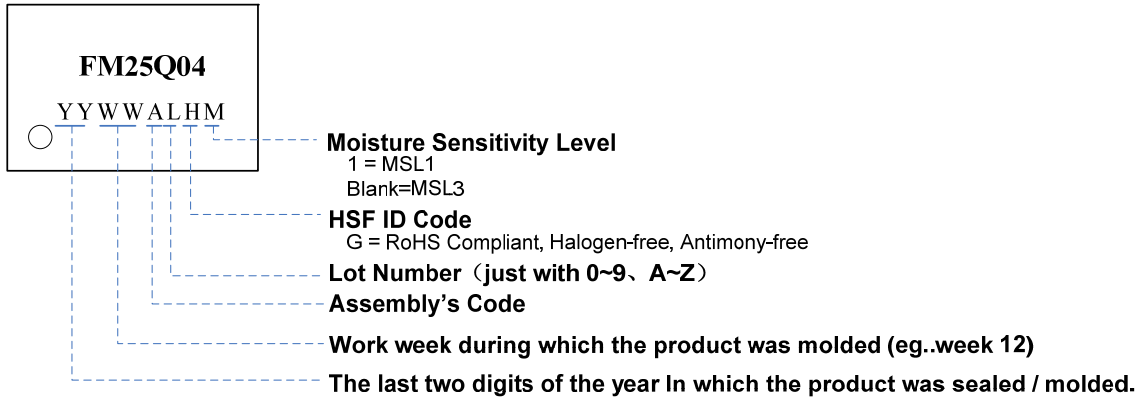 FM25Q04
YYWWALHM
Moisture Sensitivity Level
1 = MSL1
Blank=MSL3
HSF ID Code
G = RoHS Compliant, Halogen-free, Antimony-free
Lot Number（just with 0~9、A~Z）
Assembly's Code
Work week during which the product was molded (eg..week 12)
The last two digits of the year In which the product was sealed / molded.